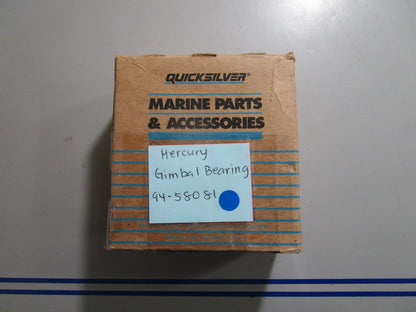 QUICKSILVER®
MARINE PARTS
& ACCESSORIES
Mercury
Gimbal Bearing
94-58081